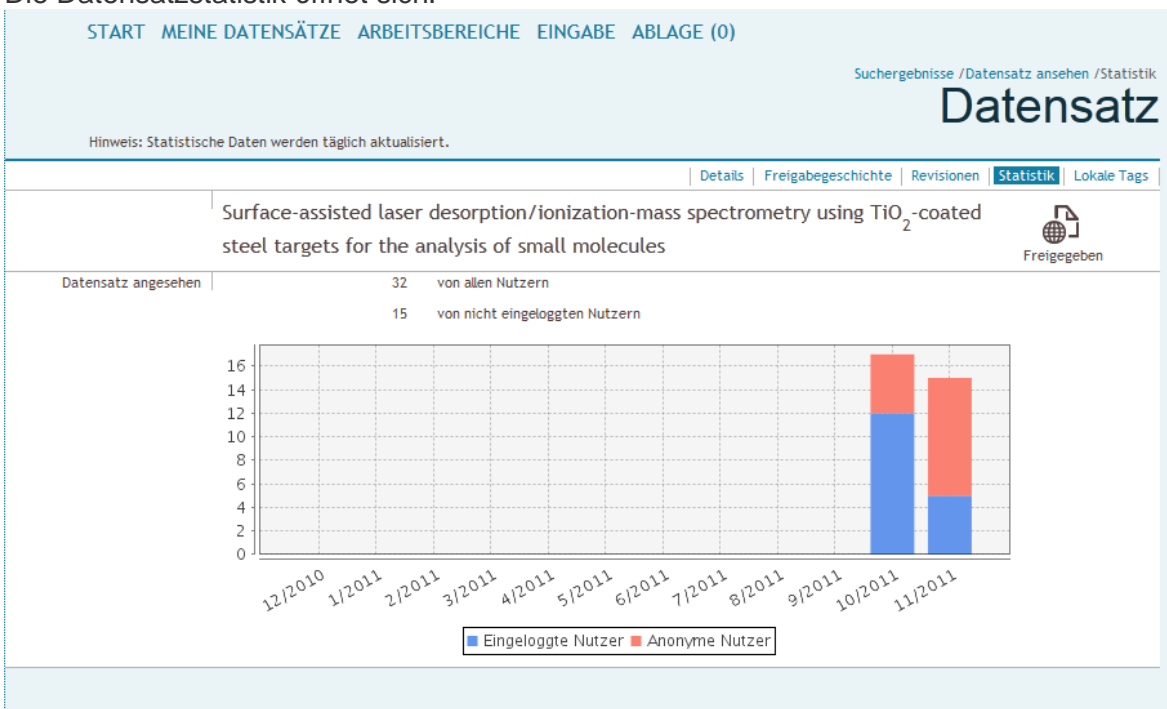 Die Datensatzstatistik öffnet sich.
START MEINE DATENSÄTZE ARBEITSBEREICHE EINGABE ABLAGE (0)
Suchergebnisse /Datensatz ansehen /Statistik
Datensatz
Hinweis: Statistische Daten werden täglich aktualisiert.
Details | Freigabegeschichte | Revisionen | Statistik | Lokale Tags
Surface-assisted laser desorption/ionization-mass spectrometry using TiO2-coated
steel targets for the analysis of small molecules
Freigegeben
Datensatz angesehen 32 von allen Nutzern
15 von nicht eingeloggten Nutzern
16
14
12
10
8
6
4
2
0
12/2010 1/2011 2/2011 3/2011 4/2011 5/2011 6/2011 7/2011 8/2011 9/2011 10/2011 11/2011
Eingeloggte Nutzer Anonyme Nutzer